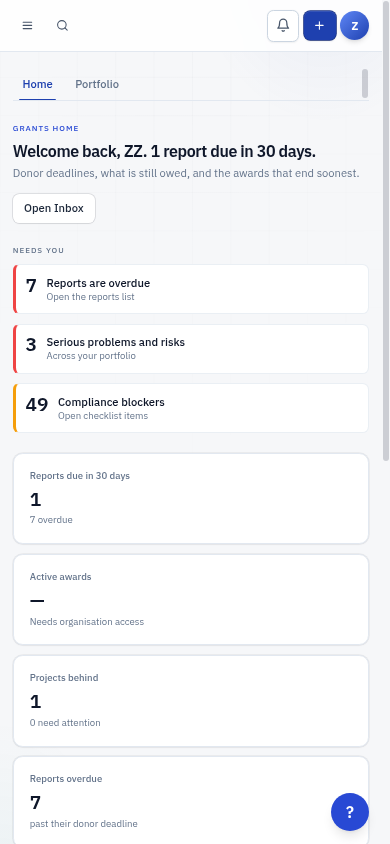 Z
Home
Portfolio
GRANTS HOME
Welcome back, ZZ. 1 report due in 30 days.
Donor deadlines, what is still owed, and the awards that end soonest.
Open Inbox
NEEDS YOU
7
Reports are overdue
Open the reports list
3
Serious problems and risks
Across your portfolio
49
Compliance blockers
Open checklist items
Reports due in 30 days
1
7 overdue
Active awards
—
Needs organisation access
Projects behind
1
0 need attention
Reports overdue
7
past their donor deadline
?